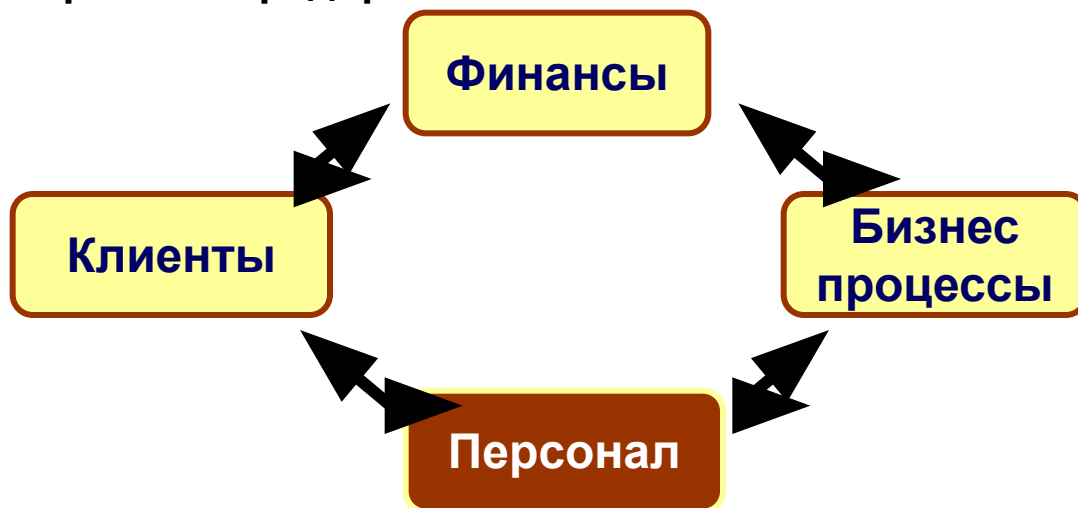 Финансы
Клиенты
Бизнес
процессы
Персонал